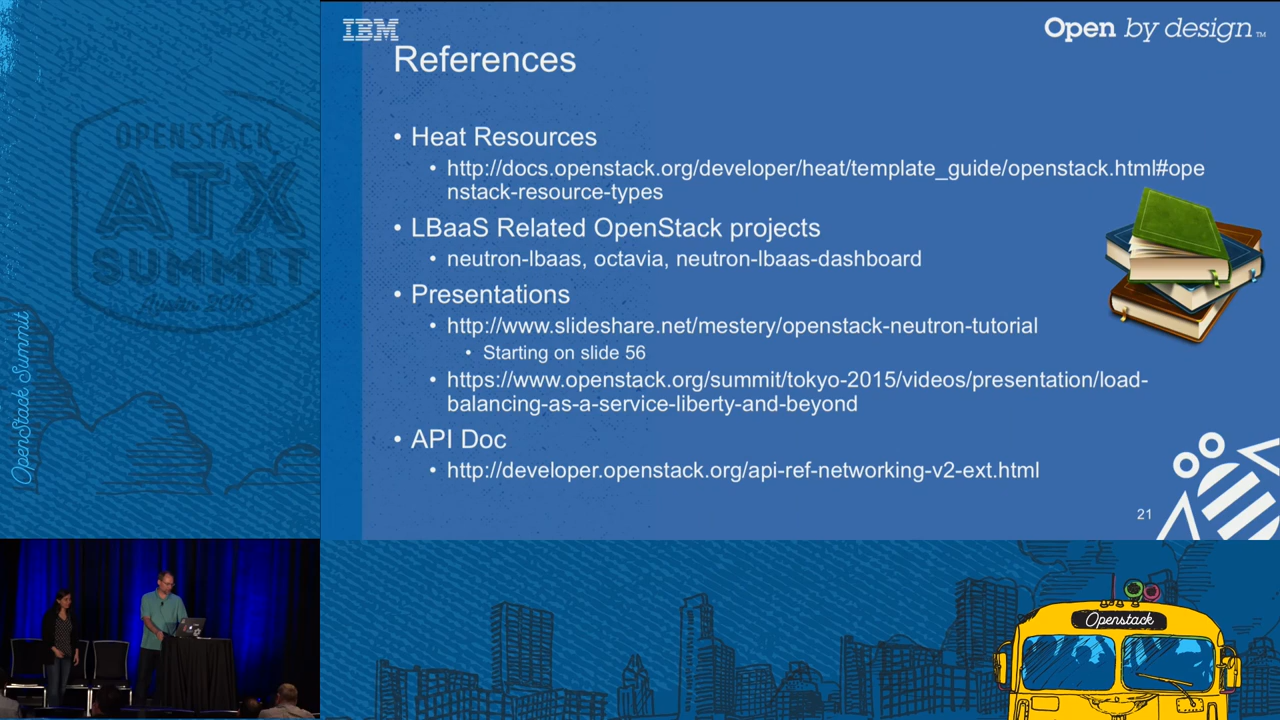 IBM
Open by design™
References
• Heat Resources
• http://docs.openstack.org/developer/heat/template_guide/openstack.html#ope
nstack-resource-types
• LBaaS Related OpenStack projects
• neutron-lbaas, octavia, neutron-lbaas-dashboard
• Presentations
• http://www.slideshare.net/mestery/openstack-neutron-tutorial
• Starting on slide 56
• https://www.openstack.org/summit/tokyo-2015/videos/presentation/load-
balancing-as-a-service-liberty-and-beyond
• API Doc
• http://developer.openstack.org/api-ref-networking-v2-ext.html
21
OPENSTACK
ATX
SUMMIT
Austin 2016
OpenStack Summit
Openstack